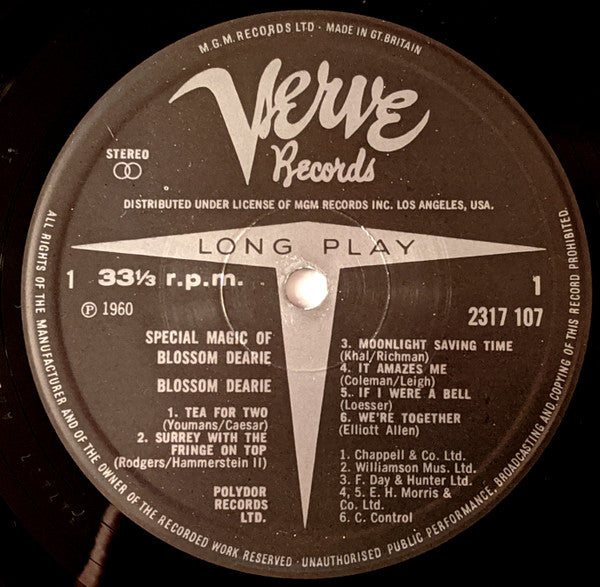 M.G.M. RECORDS LTD · MADE IN GT. BRITAIN
Verve
Records
STEREO
DISTRIBUTED UNDER LICENSE OF MGM RECORDS INC. LOS ANGELES, USA.
LONG PLAY
1 33⅓ r.p.m. 1
Ⓟ 1960
2317 107
SPECIAL MAGIC OF
BLOSSOM DEARIE
BLOSSOM DEARIE
1. TEA FOR TWO
(Youmans/Caesar)
2. SURREY WITH THE
FRINGE ON TOP
(Rodgers/Hammerstein II)
POLYDOR
RECORDS
LTD.
3. MOONLIGHT SAVING TIME
(Khal/Richman)
4. IT AMAZES ME
(Coleman/Leigh)
5. IF I WERE A BELL
(Loesser)
6. WE'RE TOGETHER
(Elliott Allen)
1. Chappell & Co. Ltd.
2. Williamson Mus. Ltd.
3. F. Day & Hunter Ltd.
4, 5. E. H. Morris &
Co. Ltd.
6. C. Control
ALL RIGHTS OF THE MANUFACTURER AND OF THE OWNER OF THE RECORDED WORK RESERVED · UNAUTHORISED PUBLIC PERFORMANCE, BROADCASTING AND COPYING OF THIS RECORD PROHIBITED.